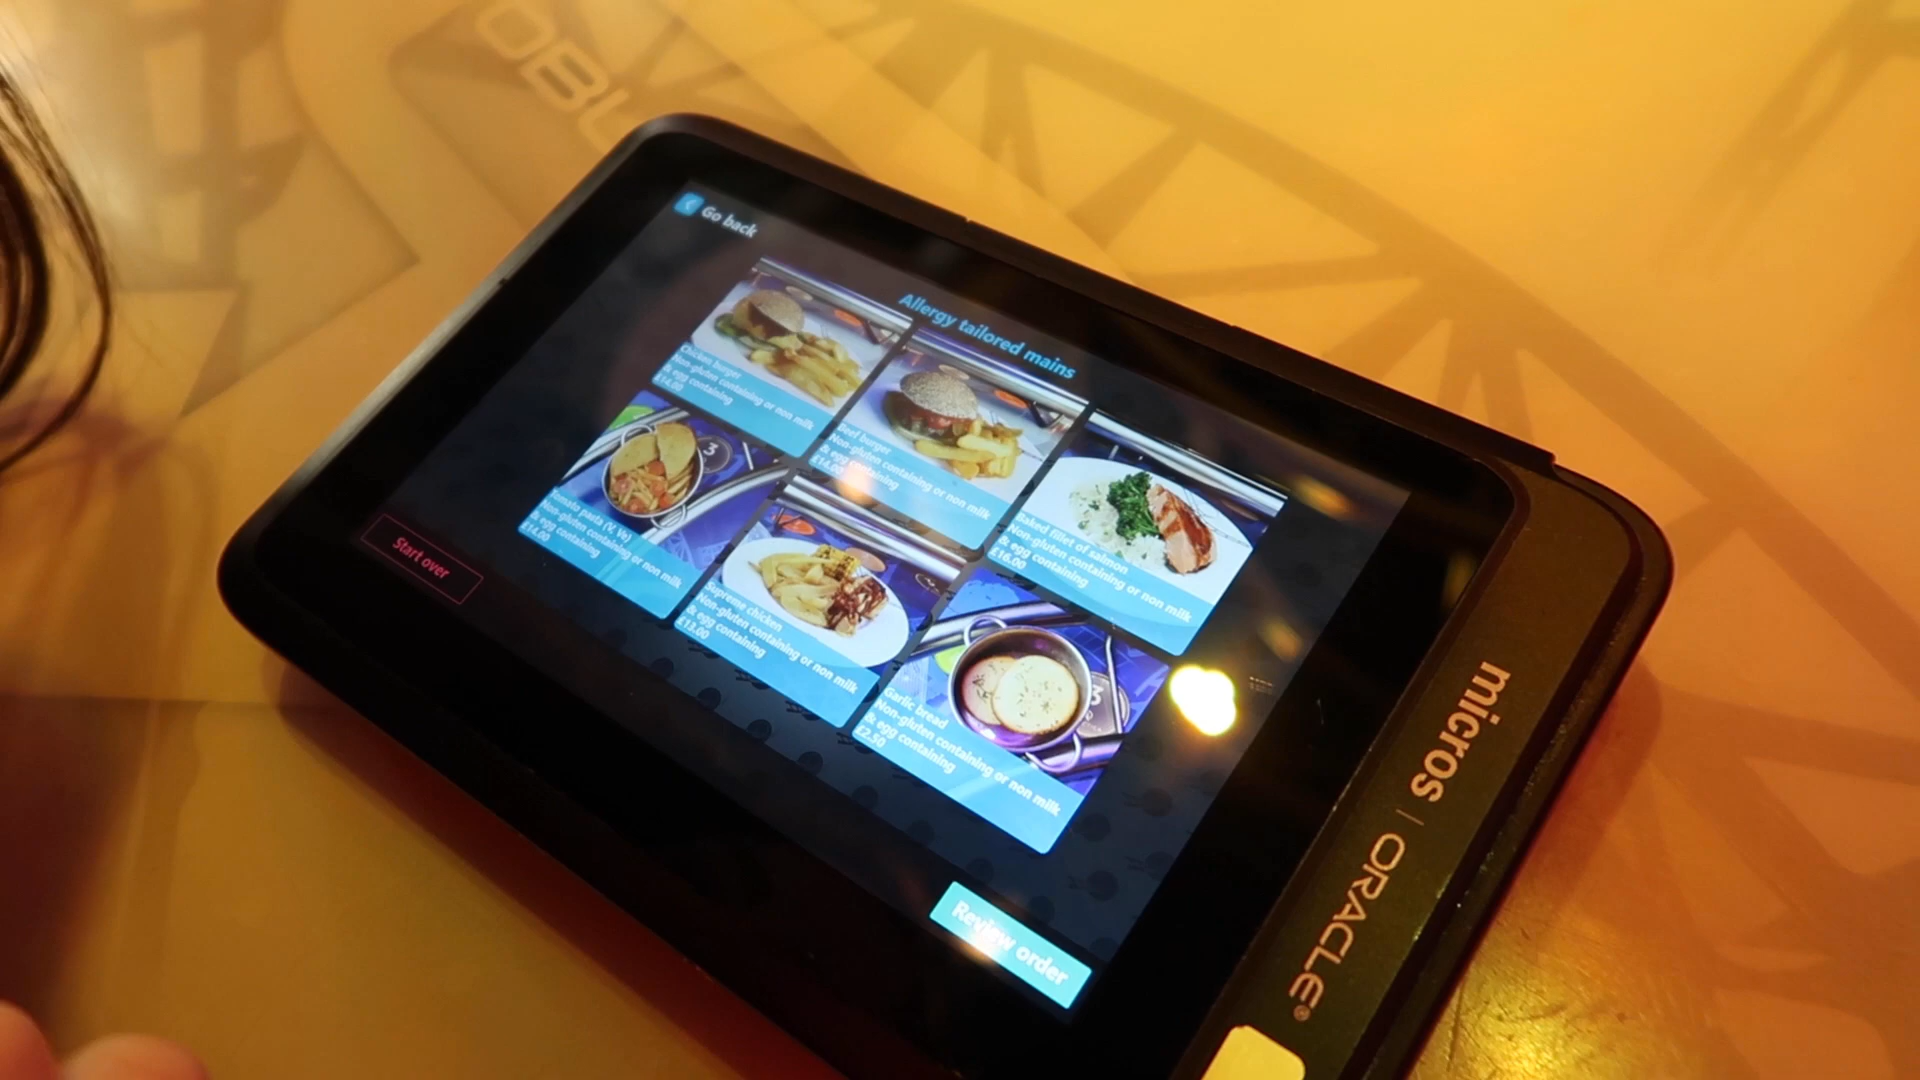 Go back
Allergy tailored mains
Chicken burger
Non-gluten containing or non milk
& egg containing
£14.00
Beef burger
Non-gluten containing or non milk
& egg containing
£14.00
Baked fillet of salmon
Non-gluten containing or non milk
& egg containing
£16.00
Tomato pasta (V, Ve)
Non-gluten containing or non milk
& egg containing
£14.00
Supreme chicken
Non-gluten containing or non milk
& egg containing
£13.00
Garlic bread
Non-gluten containing or non milk
& egg containing
£2.50
3
3
Start over
Review order
micros | ORACLE®